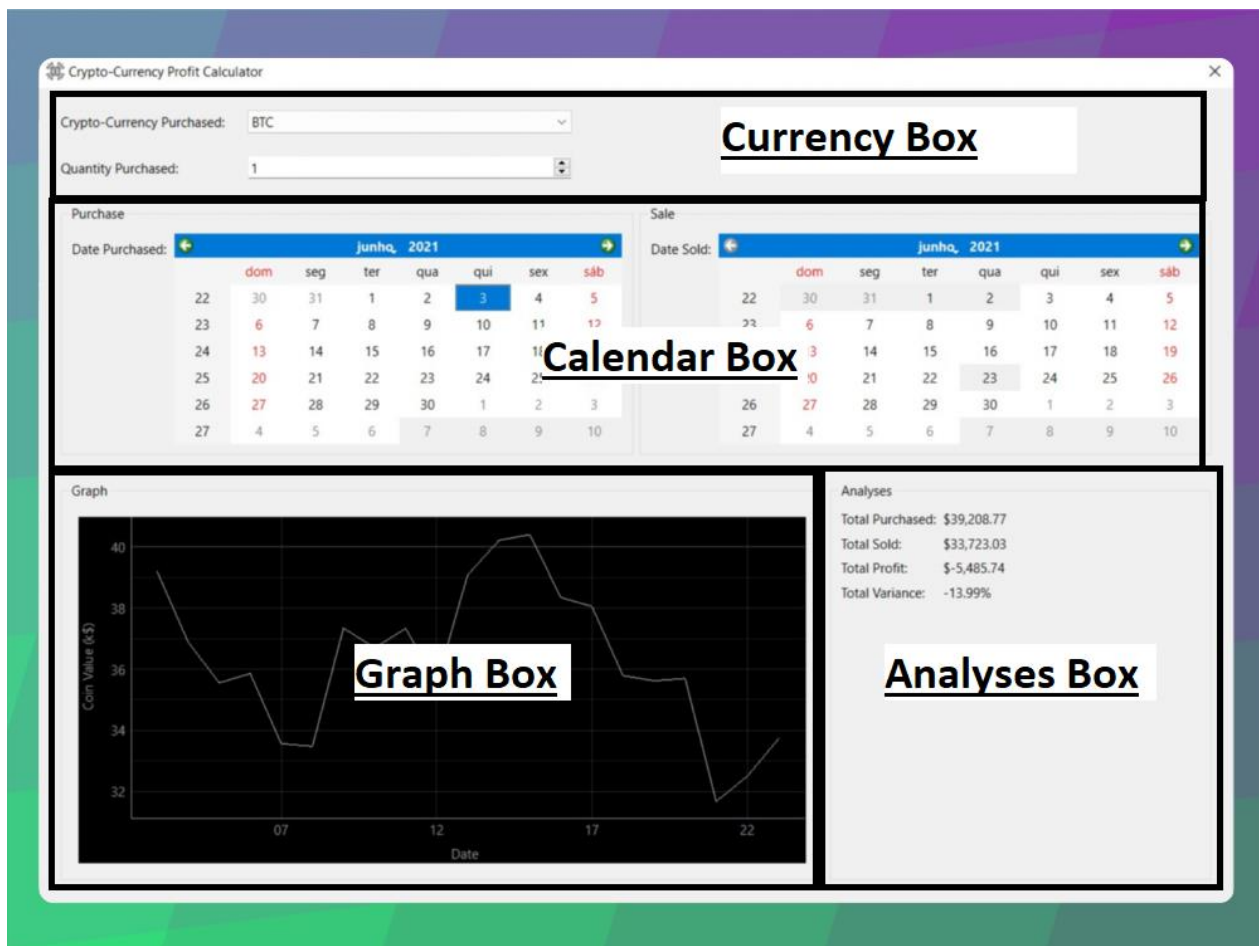 Crypto-Currency Profit Calculator
Crypto-Currency Purchased: BTC
Currency Box
Quantity Purchased: 1
Purchase
Date Purchased: junho, 2021
dom seg ter qua qui sex sáb
22 30 31 1 2 3 4 5
23 6 7 8 9 10 11 12
24 13 14 15 16 17 18
25 20 21 22 23 24
26 27 28 29 30 1 2 3
27 4 5 6 7 8 9 10
Sale
Date Sold: junho, 2021
dom seg ter qua qui sex sáb
22 30 31 1 2 3 4 5
23 6 7 8 9 10 11 12
14 15 16 17 18 19
21 22 23 24 25 26
26 27 28 29 30 1 2 3
27 4 5 6 7 8 9 10
Calendar Box
Graph
40
38
36
34
32
Coin Value (k$)
07 12 17 22
Date
Graph Box
Analyses
Total Purchased: $39,208.77
Total Sold: $33,723.03
Total Profit: $-5,485.74
Total Variance: -13.99%
Analyses Box